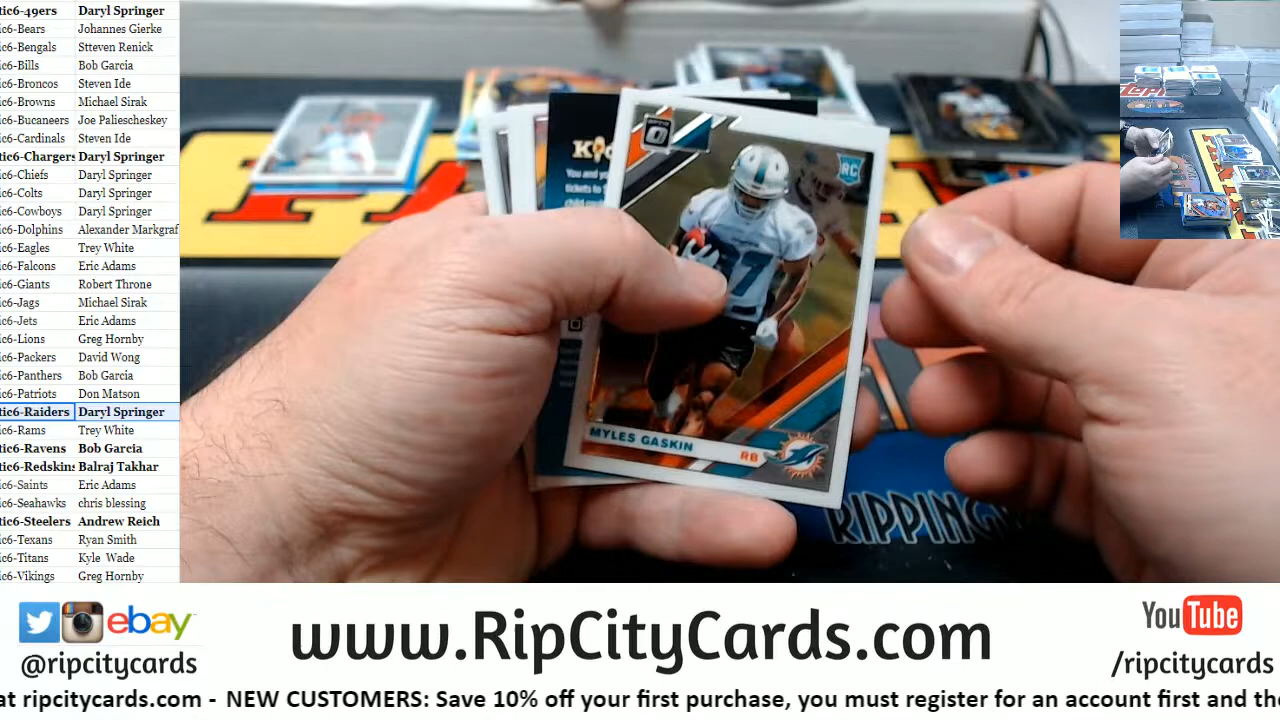 tic6-49ers Daryl Springer
ic6-Bears Johannes Gierke
ic6-Bengals Stteven Renick
ic6-Bills Bob Garcia
ic6-Broncos Steven Ide
ic6-Browns Michael Sirak
ic6-Bucaneers Joe Paliescheskey
ic6-Cardinals Steven Ide
tic6-Chargers Daryl Springer
ic6-Chiefs Daryl Springer
ic6-Colts Daryl Springer
ic6-Cowboys Daryl Springer
ic6-Dolphins Alexander Markgraf
ic6-Eagles Trey White
ic6-Falcons Eric Adams
ic6-Giants Robert Throne
ic6-Jags Michael Sirak
ic6-Jets Eric Adams
ic6-Lions Greg Hornby
ic6-Packers David Wong
ic6-Panthers Bob Garcia
ic6-Patriots Don Matson
tic6-Raiders Daryl Springer
ic6-Rams Trey White
tic6-Ravens Bob Garcia
tic6-Redskins Balraj Takhar
ic6-Saints Eric Adams
ic6-Seahawks chris blessing
tic6-Steelers Andrew Reich
ic6-Texans Ryan Smith
ic6-Titans Kyle Wade
ic6-Vikings Greg Hornby
You and yo
tickets to
RC
MYLES GASKIN
RB
RIPPING
ebay
@ripcitycards
www.RipCityCards.com
YouTube
/ripcitycards
at ripcitycards.com - NEW CUSTOMERS: Save 10% off your first purchase, you must register for an account first and the